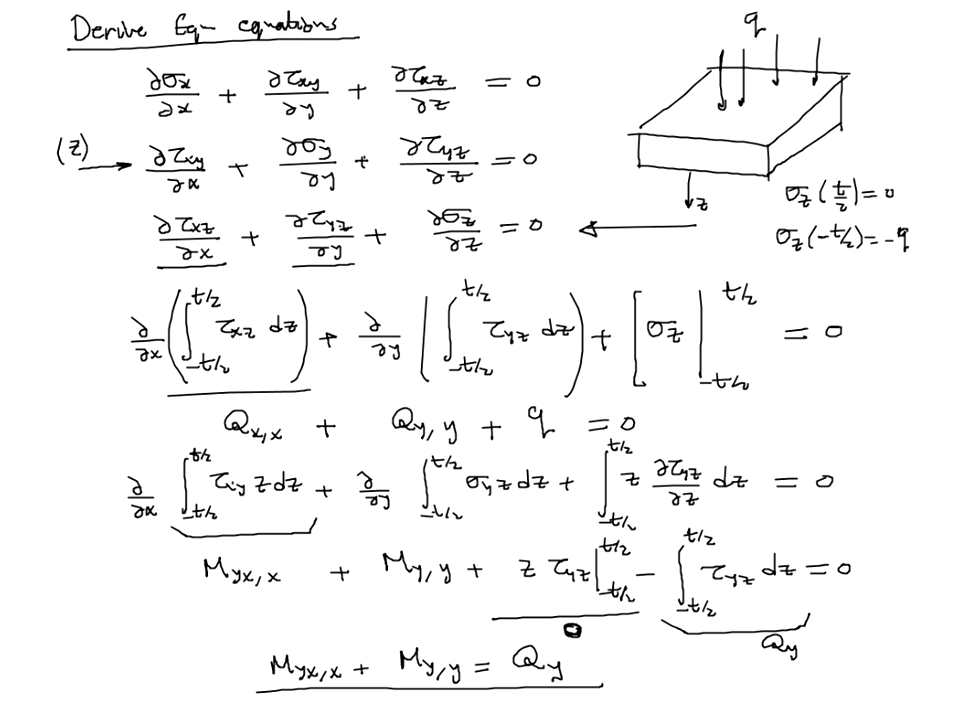 Derive Eq- equations
q
∂σx/∂x + ∂τxy/∂y + ∂τxz/∂z = 0
(z) → ∂τxy/∂x + ∂σy/∂y + ∂τyz/∂z = 0
z
σz (t/2) = 0
∂τxz/∂x + ∂τyz/∂y + ∂σz/∂z = 0 ←
σz (-t/2) = -q
∂/∂x (∫_{-t/2}^{t/2} τxz dz) + ∂/∂y (∫_{-t/2}^{t/2} τyz dz) + [σz|_{-t/2}^{t/2} = 0
Qx,x + Qy,y + q = 0
∂/∂x ∫_{-t/2}^{t/2} τxy z dz + ∂/∂y ∫_{-t/2}^{t/2} σy z dz + ∫_{-t/2}^{t/2} z ∂τyz/∂z dz = 0
Myx,x + My,y + z τyz|_{-t/2}^{t/2} - ∫_{-t/2}^{t/2} τyz dz = 0
0
Qy
Myx,x + My,y = Qy